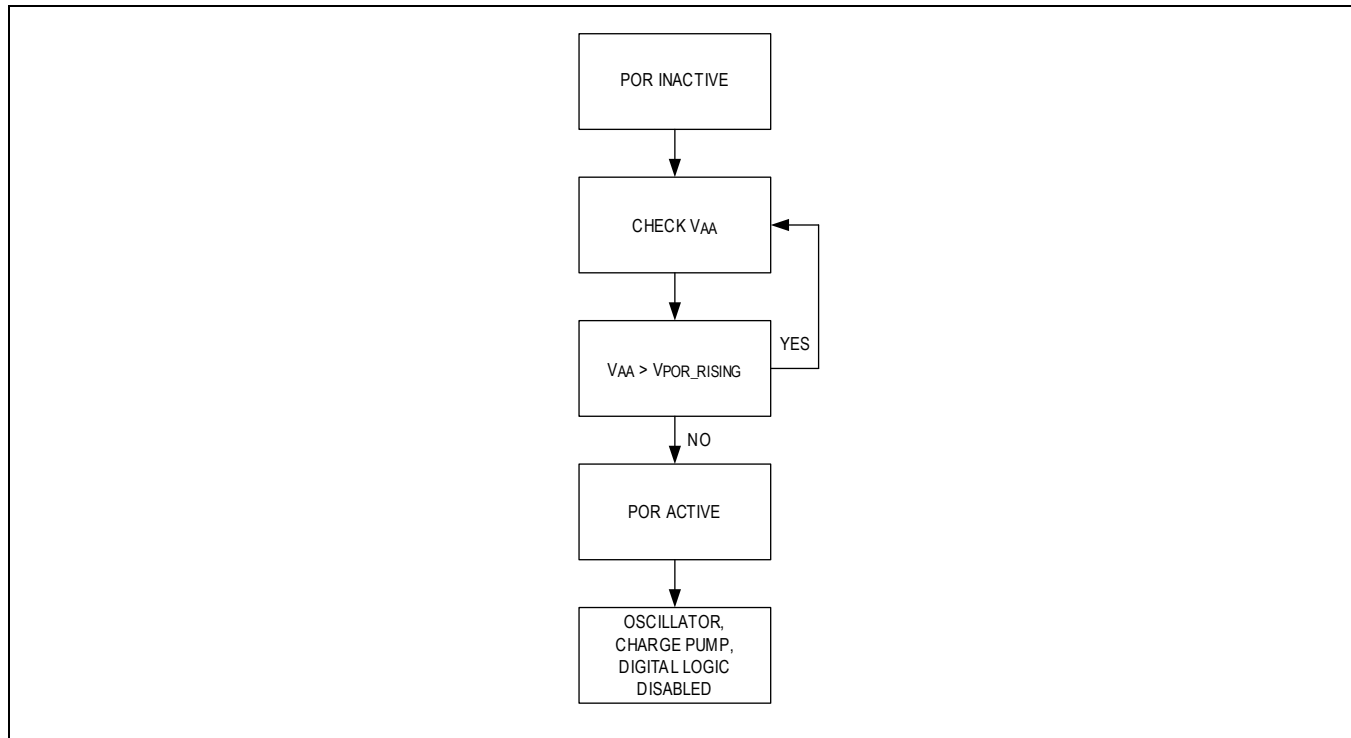 POR INACTIVE
CHECK VAA
YES
VAA > VPOR_RISING
NO
POR ACTIVE
OSCILLATOR,
CHARGE PUMP,
DIGITAL LOGIC
DISABLED